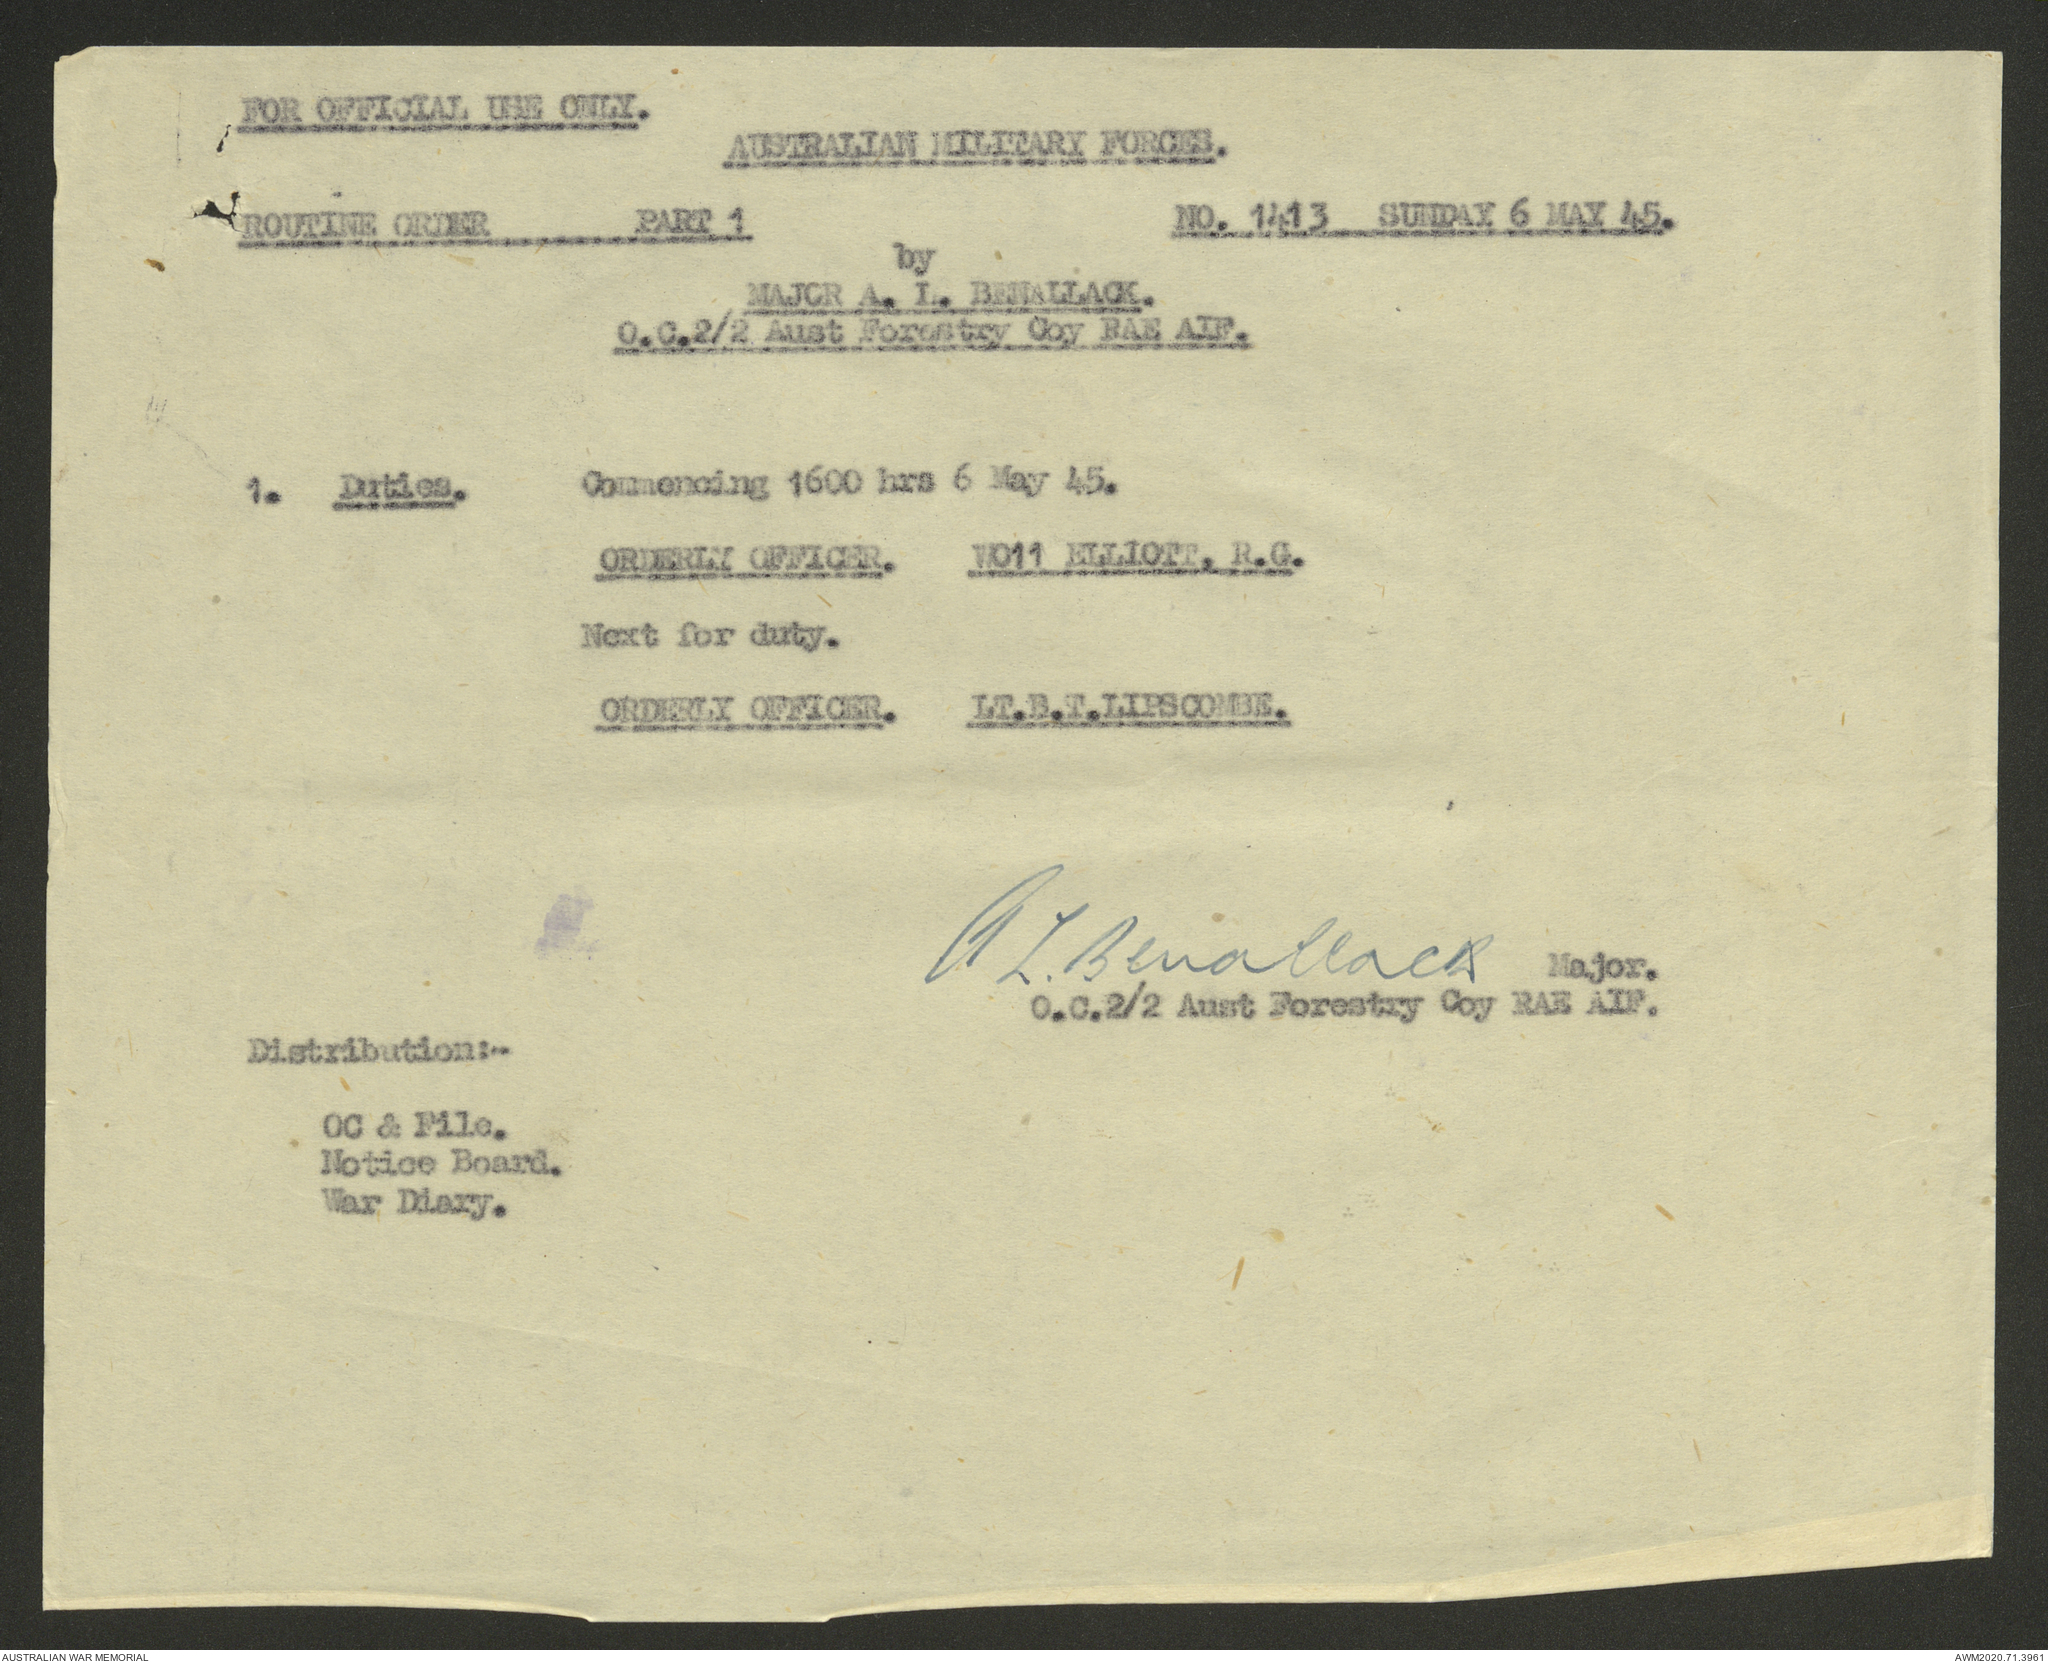 FOR OFFICIAL USE ONLY.
AUSTRALIAN MILITARY FORCES.
ROUTINE ORDER PART 1 NO. 1413 SUNDAY 6 MAY 45.
by
MAJOR A. L. BENALLACK.
O.C.2/2 Aust Forestry Coy RAE AIF.
1. Duties. Commencing 1600 hrs 6 May 45.
ORDERLY OFFICER. WO11 ELLIOTT, R.G.
Next for duty.
ORDERLY OFFICER. LT.B.T.LIPSCOMBE.
A L. Benallack Major.
O.C.2/2 Aust Forestry Coy RAE AIF.
Distribution:-
OC & File.
Notice Board.
War Diary.
AUSTRALIAN WAR MEMORIAL AWM2020.71.3961